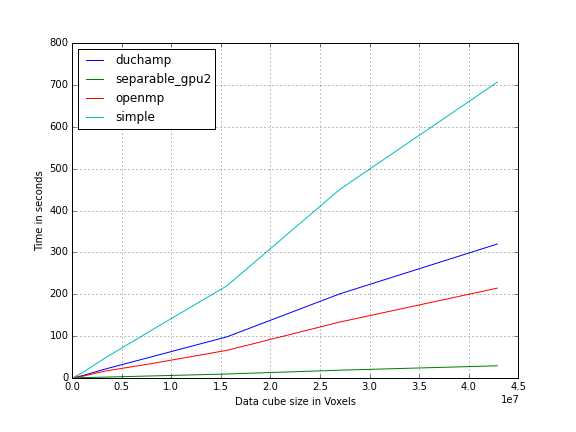 800
700
600
500
400
300
200
100
0
Time in seconds
duchamp
separable_gpu2
openmp
simple
0.0 0.5 1.0 1.5 2.0 2.5 3.0 3.5 4.0 4.5
1e7
Data cube size in Voxels